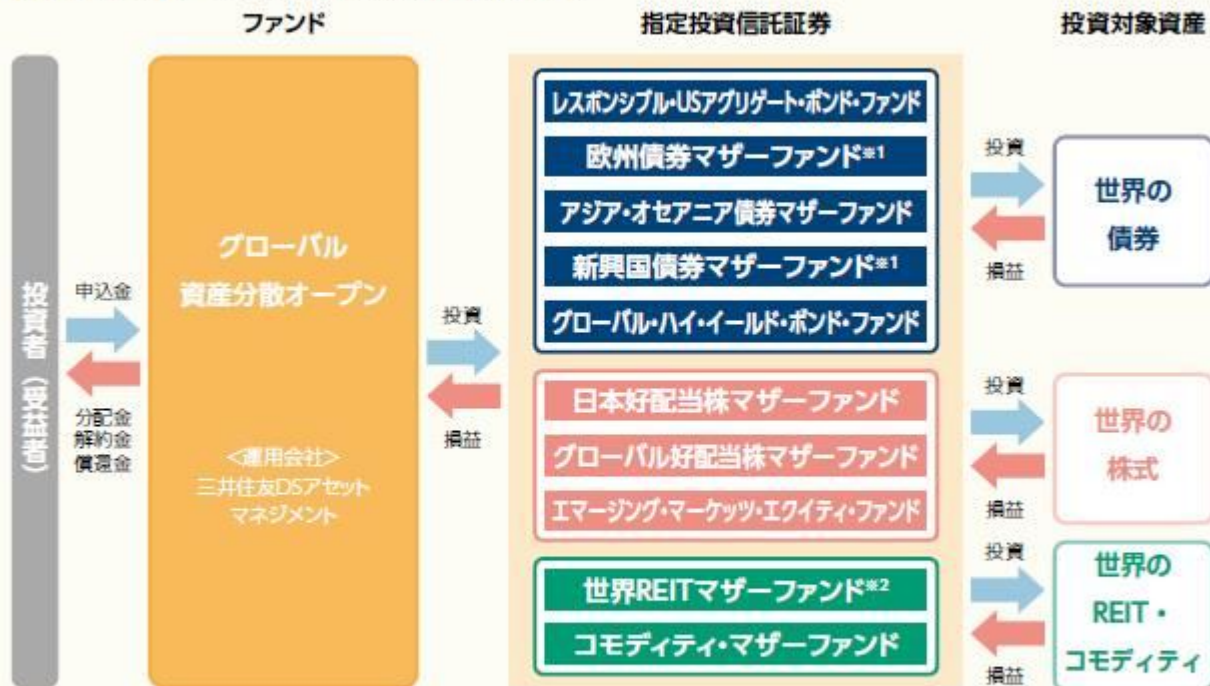 ファンド
指定投資信託証券
投資対象資産
投資者（受益者）
申込金
分配金
解約金
償還金
グローバル
資産分散オープン
<運用会社>
三井住友DSアセット
マネジメント
投資
損益
レスポンシブル・USアグリゲート・ボンド・ファンド
欧州債券マザーファンド※1
アジア・オセアニア債券マザーファンド
新興国債券マザーファンド※1
グローバル・ハイ・イールド・ボンド・ファンド
投資
損益
世界の
債券
日本好配当株マザーファンド
グローバル好配当株マザーファンド
エマージング・マーケッツ・エクイティ・ファンド
投資
損益
世界の
株式
世界REITマザーファンド※2
コモディティ・マザーファンド
投資
損益
世界の
REIT・
コモディティ